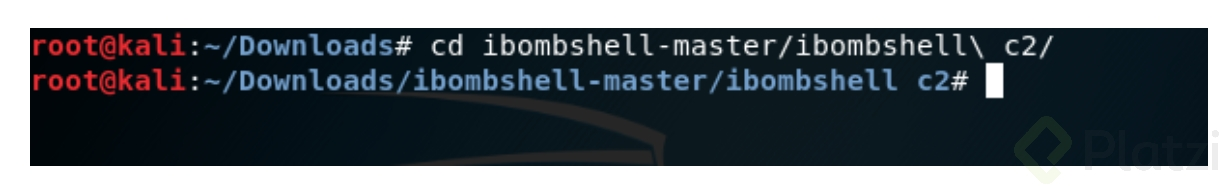 root@kali:~/Downloads# cd ibombshell-master/ibombshell\ c2/
root@kali:~/Downloads/ibombshell-master/ibombshell c2#
Platzi